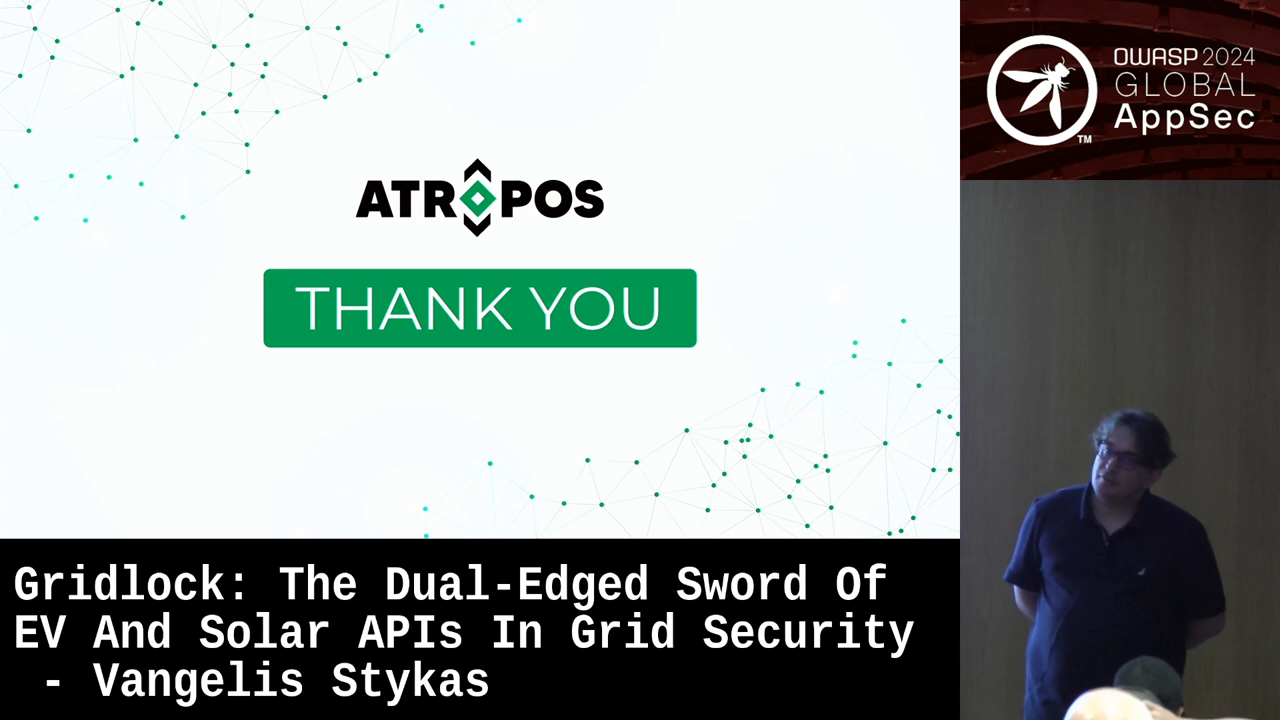 ATROPOS
THANK YOU
OWASP 2024
GLOBAL
AppSec
TM
Gridlock: The Dual-Edged Sword Of
EV And Solar APIs In Grid Security
- Vangelis Stykas